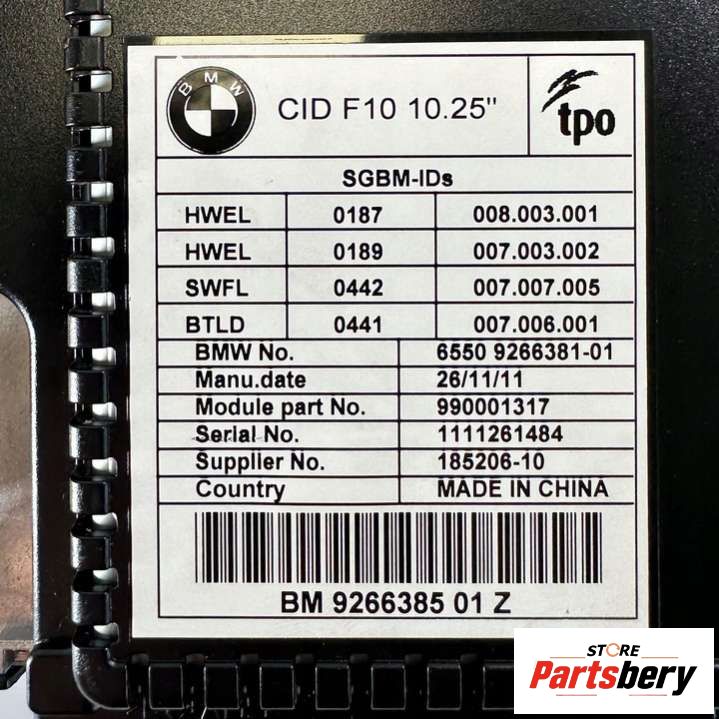 BMW CID F10 10.25" tpo
SGBM-IDs
HWEL 0187 008.003.001
HWEL 0189 007.003.002
SWFL 0442 007.007.005
BTLD 0441 007.006.001
BMW No. 6550 9266381-01
Manu.date 26/11/11
Module part No. 990001317
Serial No. 1111261484
Supplier No. 185206-10
Country MADE IN CHINA
BM 9266385 01 Z
STORE
Partsbery